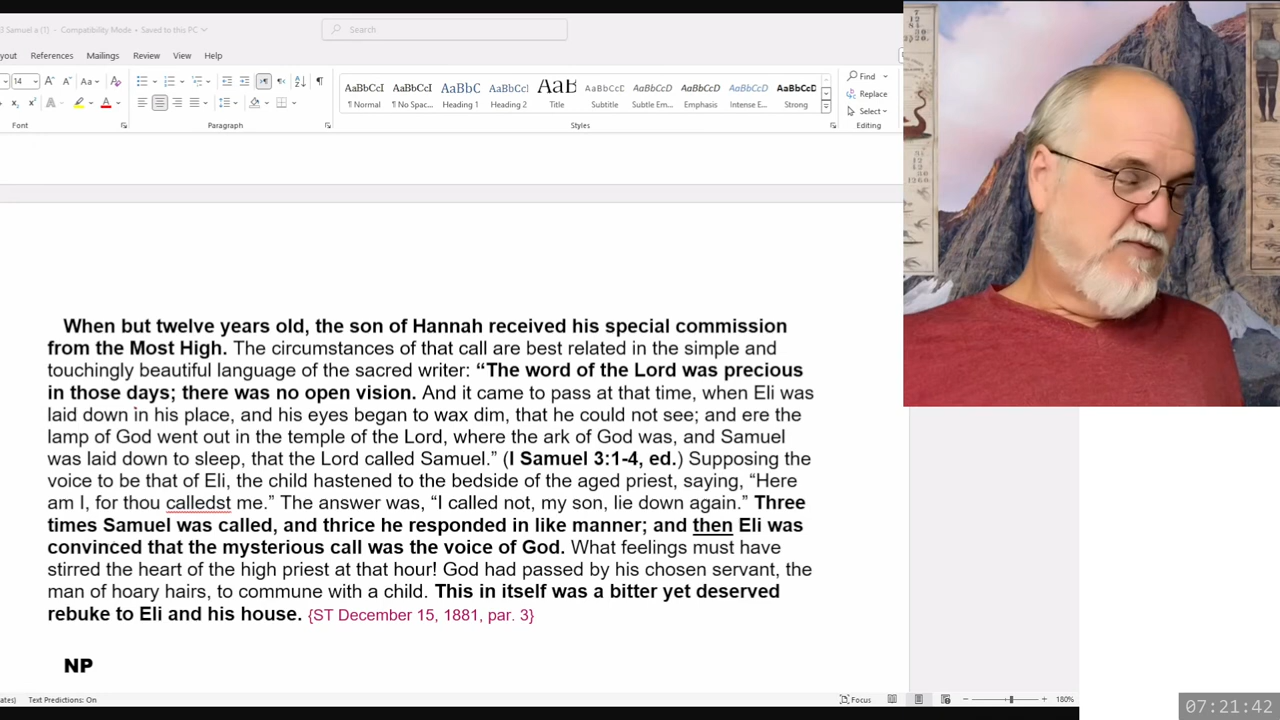 3 Samuel a (1) - Compatibility Mode • Saved to this PC
Search
yout References Mailings Review View Help
14 Aa
Find
Replace
Select
AaBbCcI AaBbCcI AaBbC AaBbCc AaB AaBbCcD AaBbCcD AaBbCcD AaBbCcD AaBbCcD
¶ Normal ¶ No Spac... Heading 1 Heading 2 Title Subtitle Subtle Em... Emphasis Intense E... Strong
Font Paragraph Styles Editing
When but twelve years old, the son of Hannah received his special commission
from the Most High. The circumstances of that call are best related in the simple and
touchingly beautiful language of the sacred writer: “The word of the Lord was precious
in those days; there was no open vision. And it came to pass at that time, when Eli was
laid down in his place, and his eyes began to wax dim, that he could not see; and ere the
lamp of God went out in the temple of the Lord, where the ark of God was, and Samuel
was laid down to sleep, that the Lord called Samuel.” (I Samuel 3:1-4, ed.) Supposing the
voice to be that of Eli, the child hastened to the bedside of the aged priest, saying, “Here
am I, for thou calledst me.” The answer was, “I called not, my son, lie down again.” Three
times Samuel was called, and thrice he responded in like manner; and then Eli was
convinced that the mysterious call was the voice of God. What feelings must have
stirred the heart of the high priest at that hour! God had passed by his chosen servant, the
man of hoary hairs, to commune with a child. This in itself was a bitter yet deserved
rebuke to Eli and his house. {ST December 15, 1881, par. 3}
NP
ates) Text Predictions: On Focus 180%
07:21:42